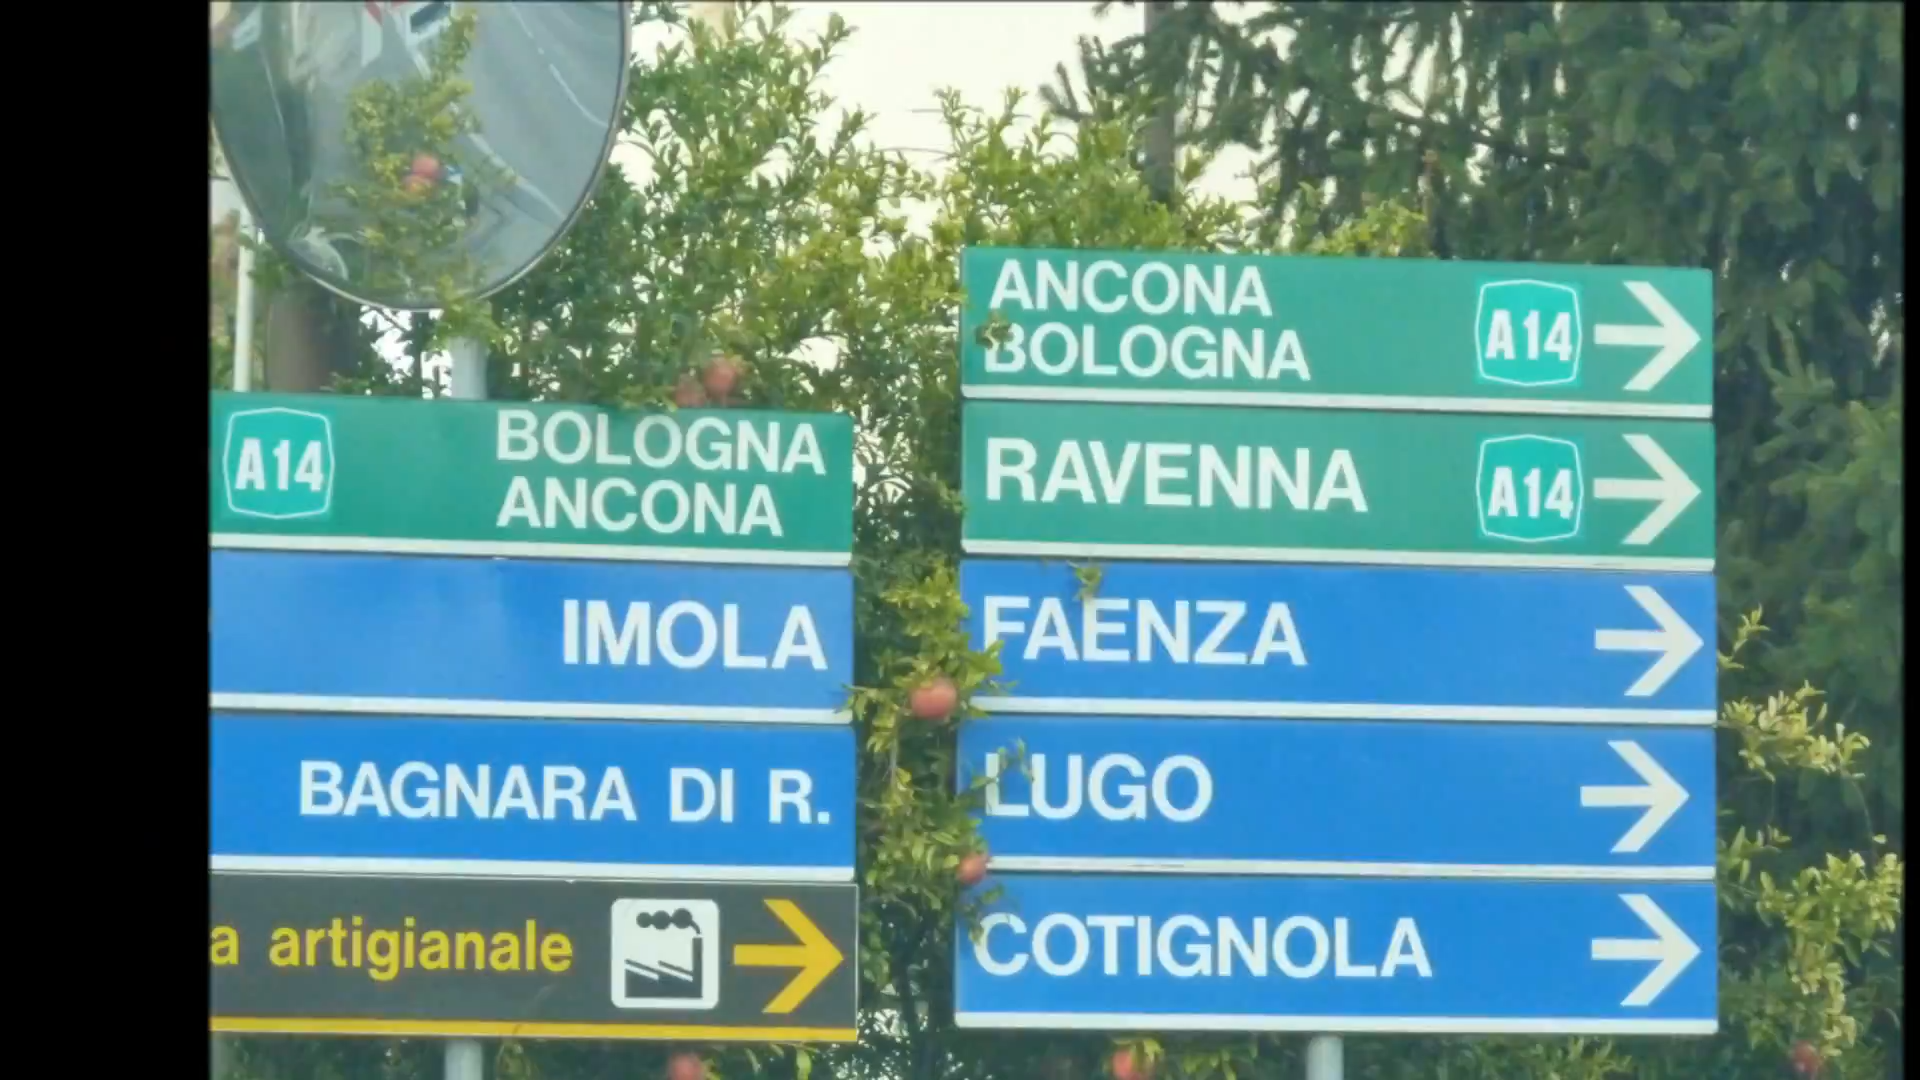 A14 BOLOGNA
ANCONA
IMOLA
BAGNARA DI R.
a artigianale
ANCONA
BOLOGNA A14
RAVENNA A14
FAENZA
LUGO
COTIGNOLA